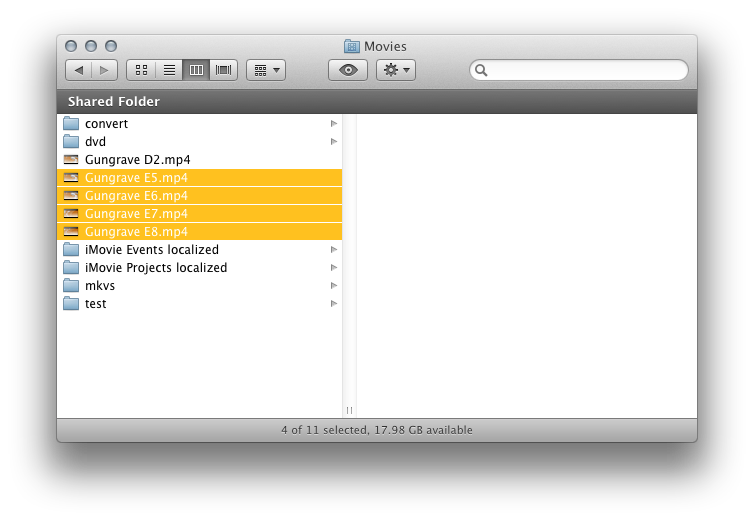 Movies
Shared Folder
convert
dvd
Gungrave D2.mp4
Gungrave E5.mp4
Gungrave E6.mp4
Gungrave E7.mp4
Gungrave E8.mp4
iMovie Events localized
iMovie Projects localized
mkvs
test
4 of 11 selected, 17.98 GB available